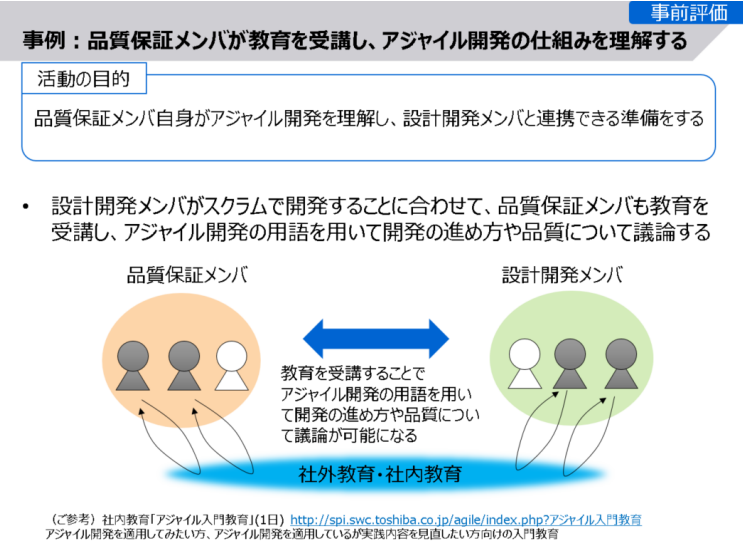 事前評価
事例：品質保証メンバが教育を受講し、アジャイル開発の仕組みを理解する
活動の目的
品質保証メンバ自身がアジャイル開発を理解し、設計開発メンバと連携できる準備をする
• 設計開発メンバがスクラムで開発することに合わせて、品質保証メンバも教育を
受講し、アジャイル開発の用語を用いて開発の進め方や品質について議論する
品質保証メンバ
設計開発メンバ
教育を受講することで
アジャイル開発の用語を用い
て開発の進め方や品質につい
て議論が可能になる
社外教育・社内教育
（ご参考）社内教育「アジャイル入門教育」(1日) http://spi.swc.toshiba.co.jp/agile/index.php?アジャイル入門教育
アジャイル開発を適用してみたい方、アジャイル開発を適用しているが実践内容を見直したい方向けの入門教育